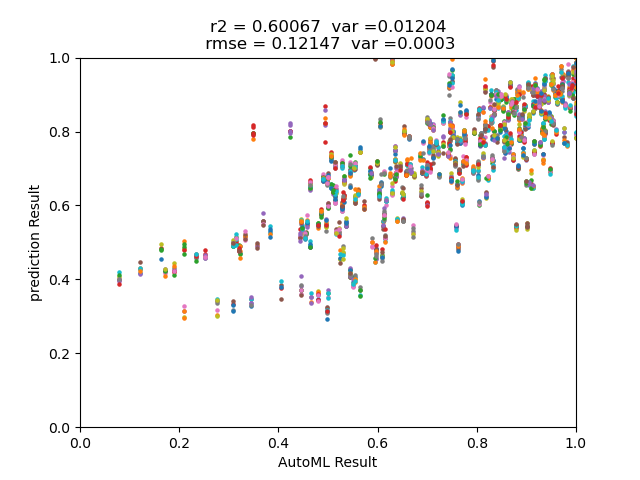 r2 = 0.60067  var =0.01204
rmse = 0.12147  var =0.0003
1.0
0.8
0.6
0.4
0.2
0.0
prediction Result
0.0 0.2 0.4 0.6 0.8 1.0
AutoML Result